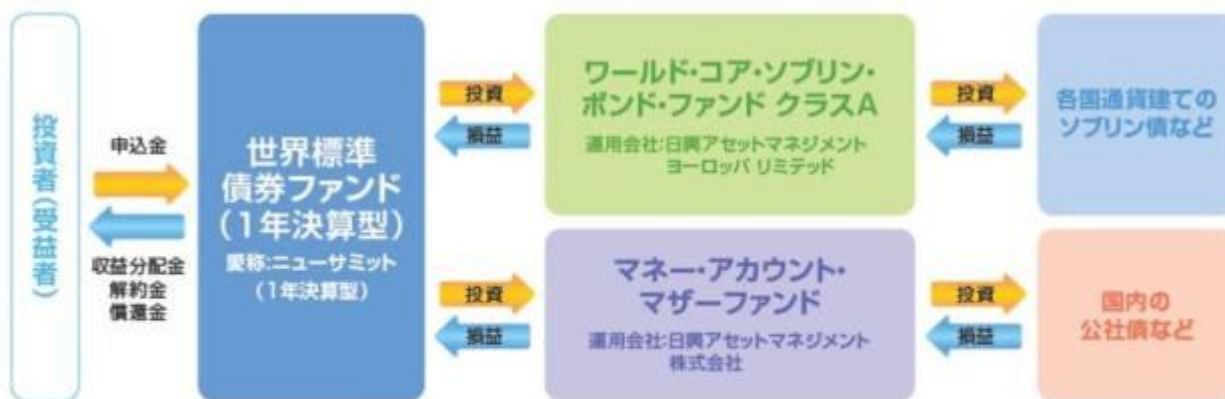 投資者(受益者)
申込金
収益分配金
解約金
償還金
世界標準
債券ファンド
(1年決算型)
愛称:ニューサミット
(1年決算型)
投資
損益
ワールド・コア・ソブリン・
ボンド・ファンド クラスA
運用会社:日興アセットマネジメント
ヨーロッパ リミテッド
投資
損益
各国通貨建ての
ソブリン債など
投資
損益
マネー・アカウント・
マザーファンド
運用会社:日興アセットマネジメント
株式会社
投資
損益
国内の
公社債など